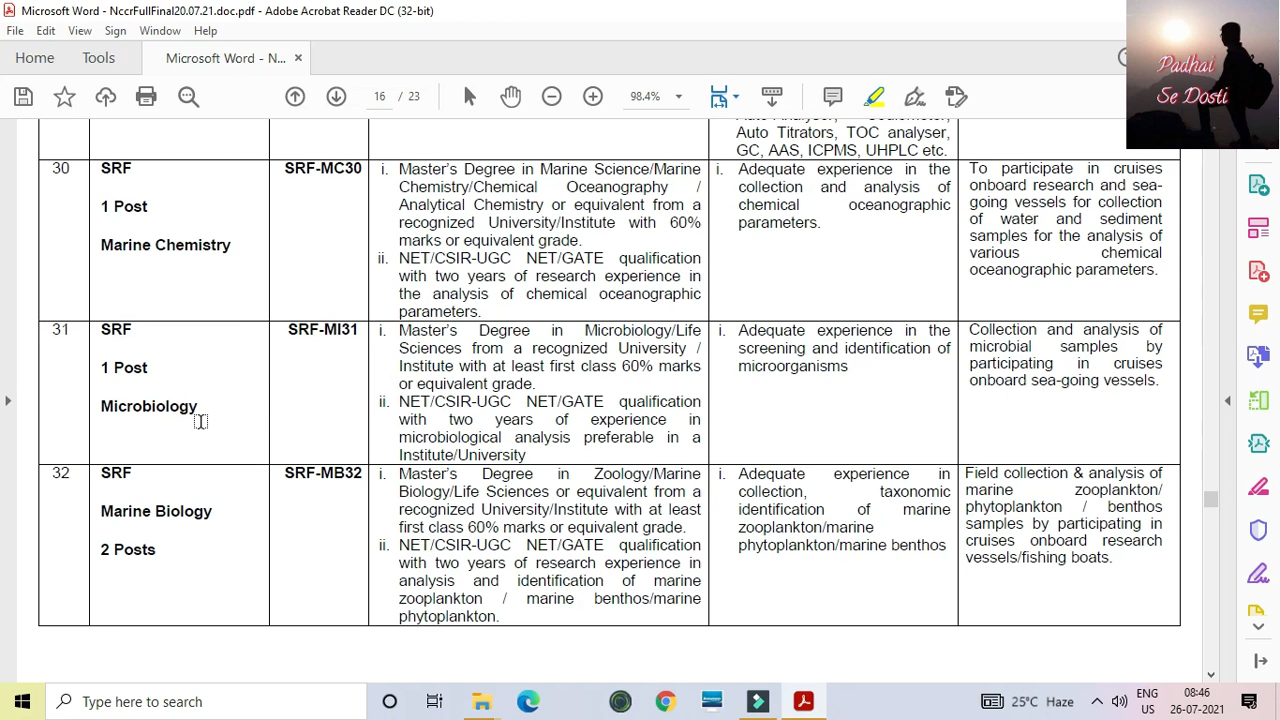 Microsoft Word - NccrFullFinal20.07.21.doc.pdf - Adobe Acrobat Reader DC (32-bit)
File Edit View Sign Window Help
Home Tools Microsoft Word - N... ×
16 / 23 98.4%
Padhai
Se Dosti
Auto Titrators, TOC analyser,
GC, AAS, ICPMS, UHPLC etc.
30
SRF
1 Post
Marine Chemistry
SRF-MC30
i. Master's Degree in Marine Science/Marine
Chemistry/Chemical Oceanography /
Analytical Chemistry or equivalent from a
recognized University/Institute with 60%
marks or equivalent grade.
ii. NET/CSIR-UGC NET/GATE qualification
with two years of research experience in
the analysis of chemical oceanographic
parameters.
i. Adequate experience in the
collection and analysis of
chemical oceanographic
parameters.
To participate in cruises
onboard research and sea-
going vessels for collection
of water and sediment
samples for the analysis of
various chemical
oceanographic parameters.
31
SRF
1 Post
Microbiology
SRF-MI31
i. Master's Degree in Microbiology/Life
Sciences from a recognized University /
Institute with at least first class 60% marks
or equivalent grade.
ii. NET/CSIR-UGC NET/GATE qualification
with two years of experience in
microbiological analysis preferable in a
Institute/University
i. Adequate experience in the
screening and identification of
microorganisms
Collection and analysis of
microbial samples by
participating in cruises
onboard sea-going vessels.
32
SRF
Marine Biology
2 Posts
SRF-MB32
i. Master's Degree in Zoology/Marine
Biology/Life Sciences or equivalent from a
recognized University/Institute with at least
first class 60% marks or equivalent grade.
ii. NET/CSIR-UGC NET/GATE qualification
with two years of research experience in
analysis and identification of marine
zooplankton / marine benthos/marine
phytoplankton.
i. Adequate experience in
collection, taxonomic
identification of marine
zooplankton/marine
phytoplankton/marine benthos
Field collection & analysis of
marine zooplankton/
phytoplankton / benthos
samples by participating in
cruises onboard research
vessels/fishing boats.
Type here to search
25°C Haze
ENG
US
08:46
26-07-2021